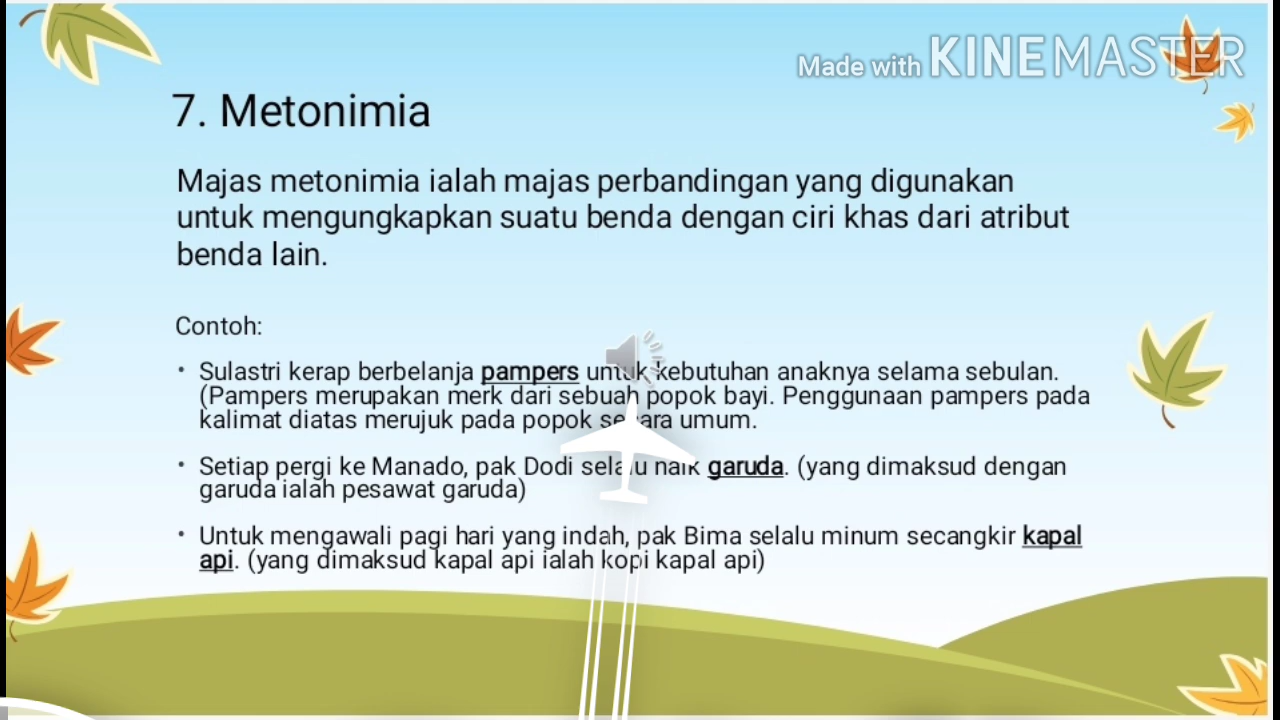 Made with KINEMASTER
7. Metonimia
Majas metonimia ialah majas perbandingan yang digunakan
untuk mengungkapkan suatu benda dengan ciri khas dari atribut
benda lain.
Contoh:
• Sulastri kerap berbelanja pampers untuk kebutuhan anaknya selama sebulan.
(Pampers merupakan merk dari sebuah popok bayi. Penggunaan pampers pada
kalimat diatas merujuk pada popok secara umum.
• Setiap pergi ke Manado, pak Dodi selalu naik garuda. (yang dimaksud dengan
garuda ialah pesawat garuda)
• Untuk mengawali pagi hari yang indah, pak Bima selalu minum secangkir kapal
api. (yang dimaksud kapal api ialah kopi kapal api)